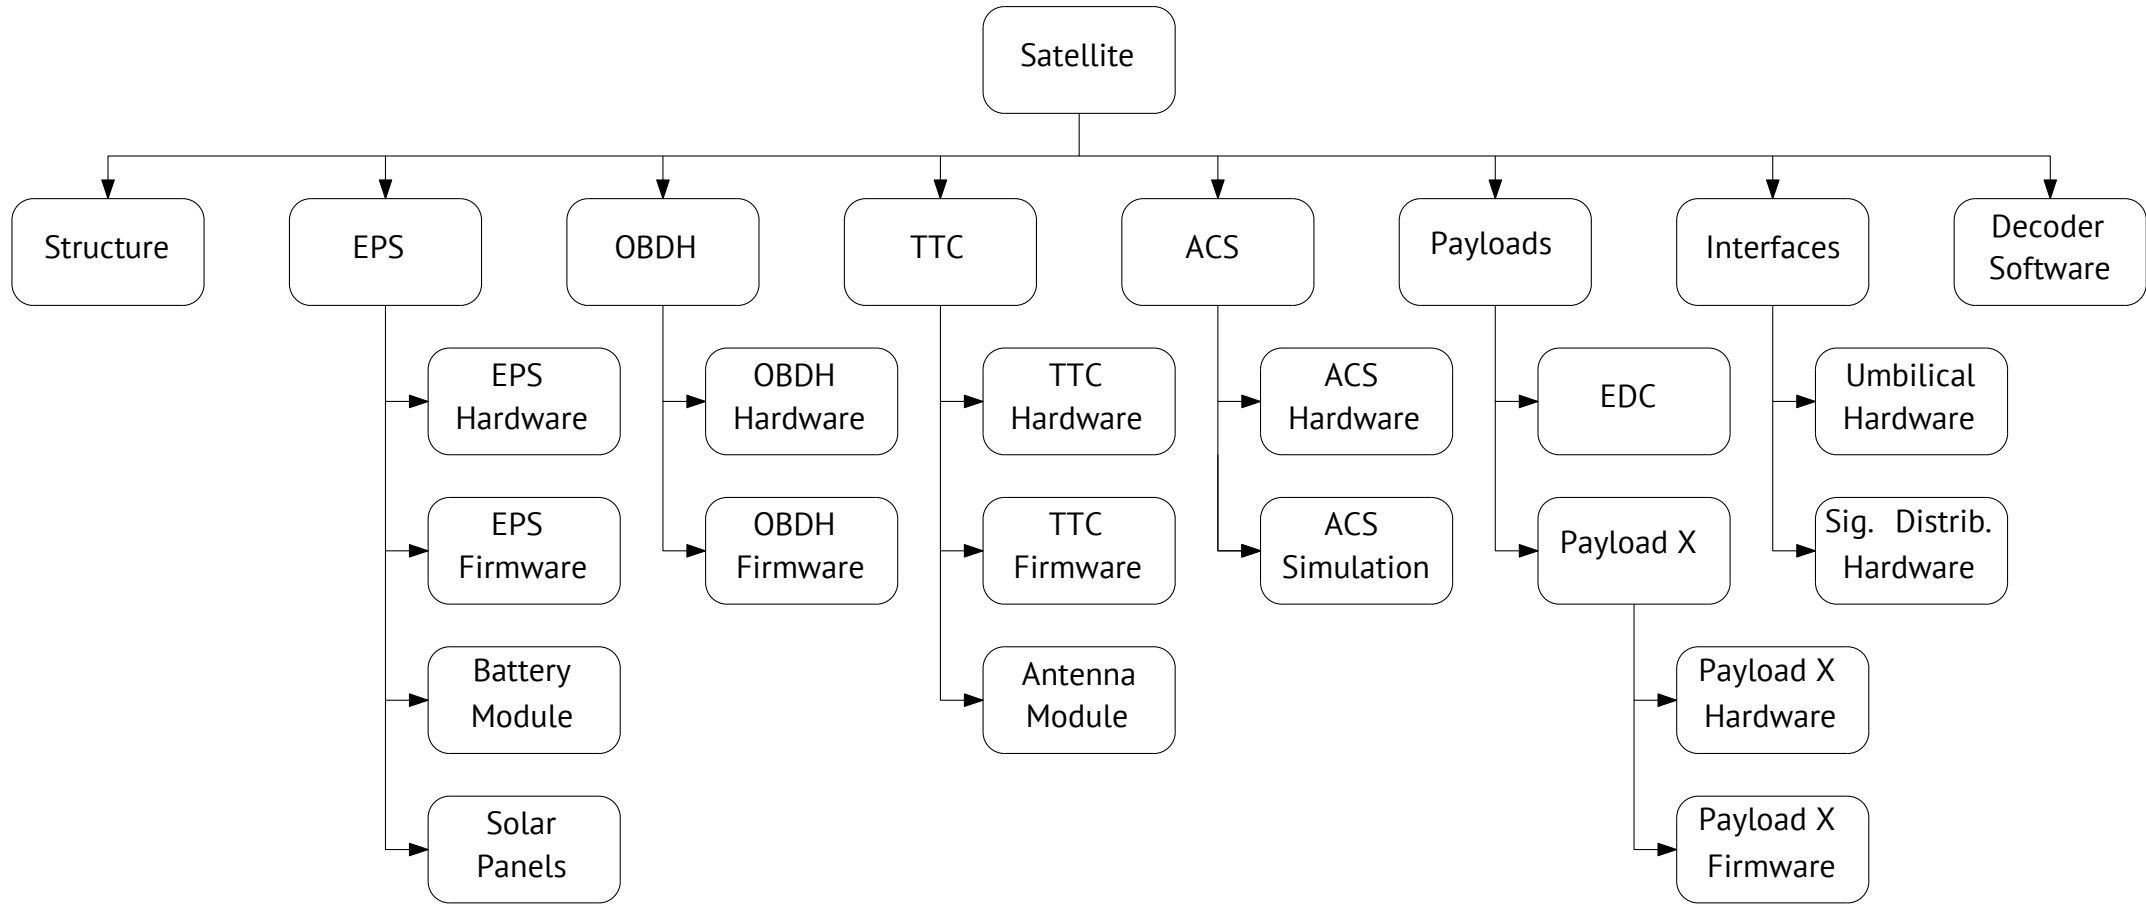 Satellite
Structure
EPS
OBDH
TTC
ACS
Payloads
Interfaces
Decoder
Software
EPS
Hardware
OBDH
Hardware
TTC
Hardware
ACS
Hardware
EDC
Umbilical
Hardware
EPS
Firmware
OBDH
Firmware
TTC
Firmware
ACS
Simulation
Payload X
Sig. Distrib.
Hardware
Battery
Module
Antenna
Module
Payload X
Hardware
Solar
Panels
Payload X
Firmware